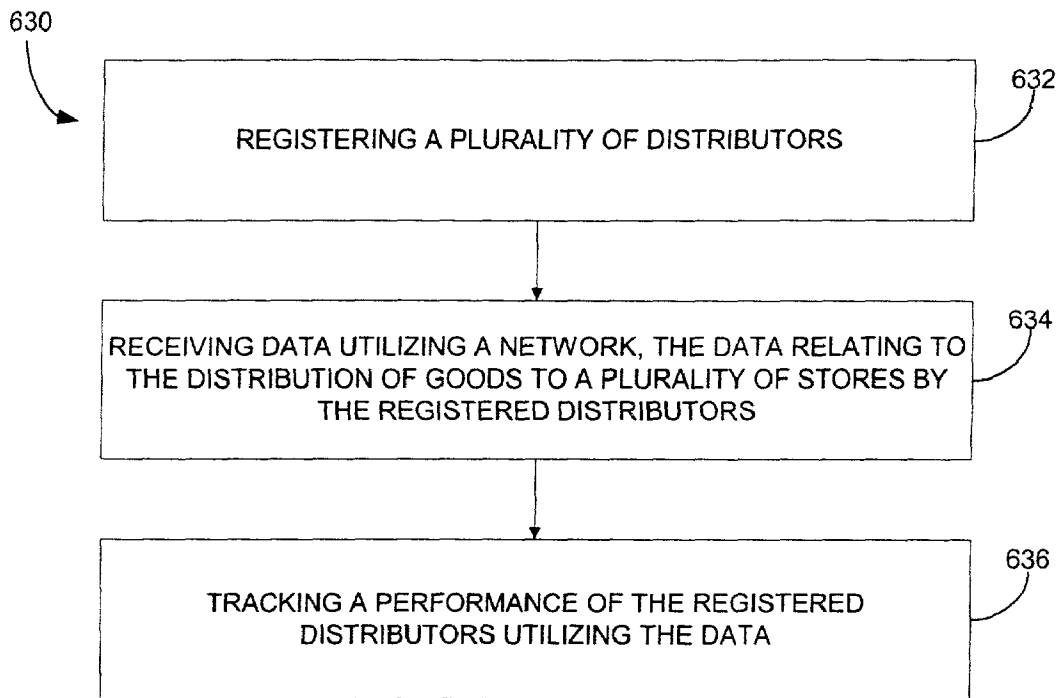 630
632
REGISTERING A PLURALITY OF DISTRIBUTORS
634
RECEIVING DATA UTILIZING A NETWORK, THE DATA RELATING TO
THE DISTRIBUTION OF GOODS TO A PLURALITY OF STORES BY
THE REGISTERED DISTRIBUTORS
636
TRACKING A PERFORMANCE OF THE REGISTERED
DISTRIBUTORS UTILIZING THE DATA